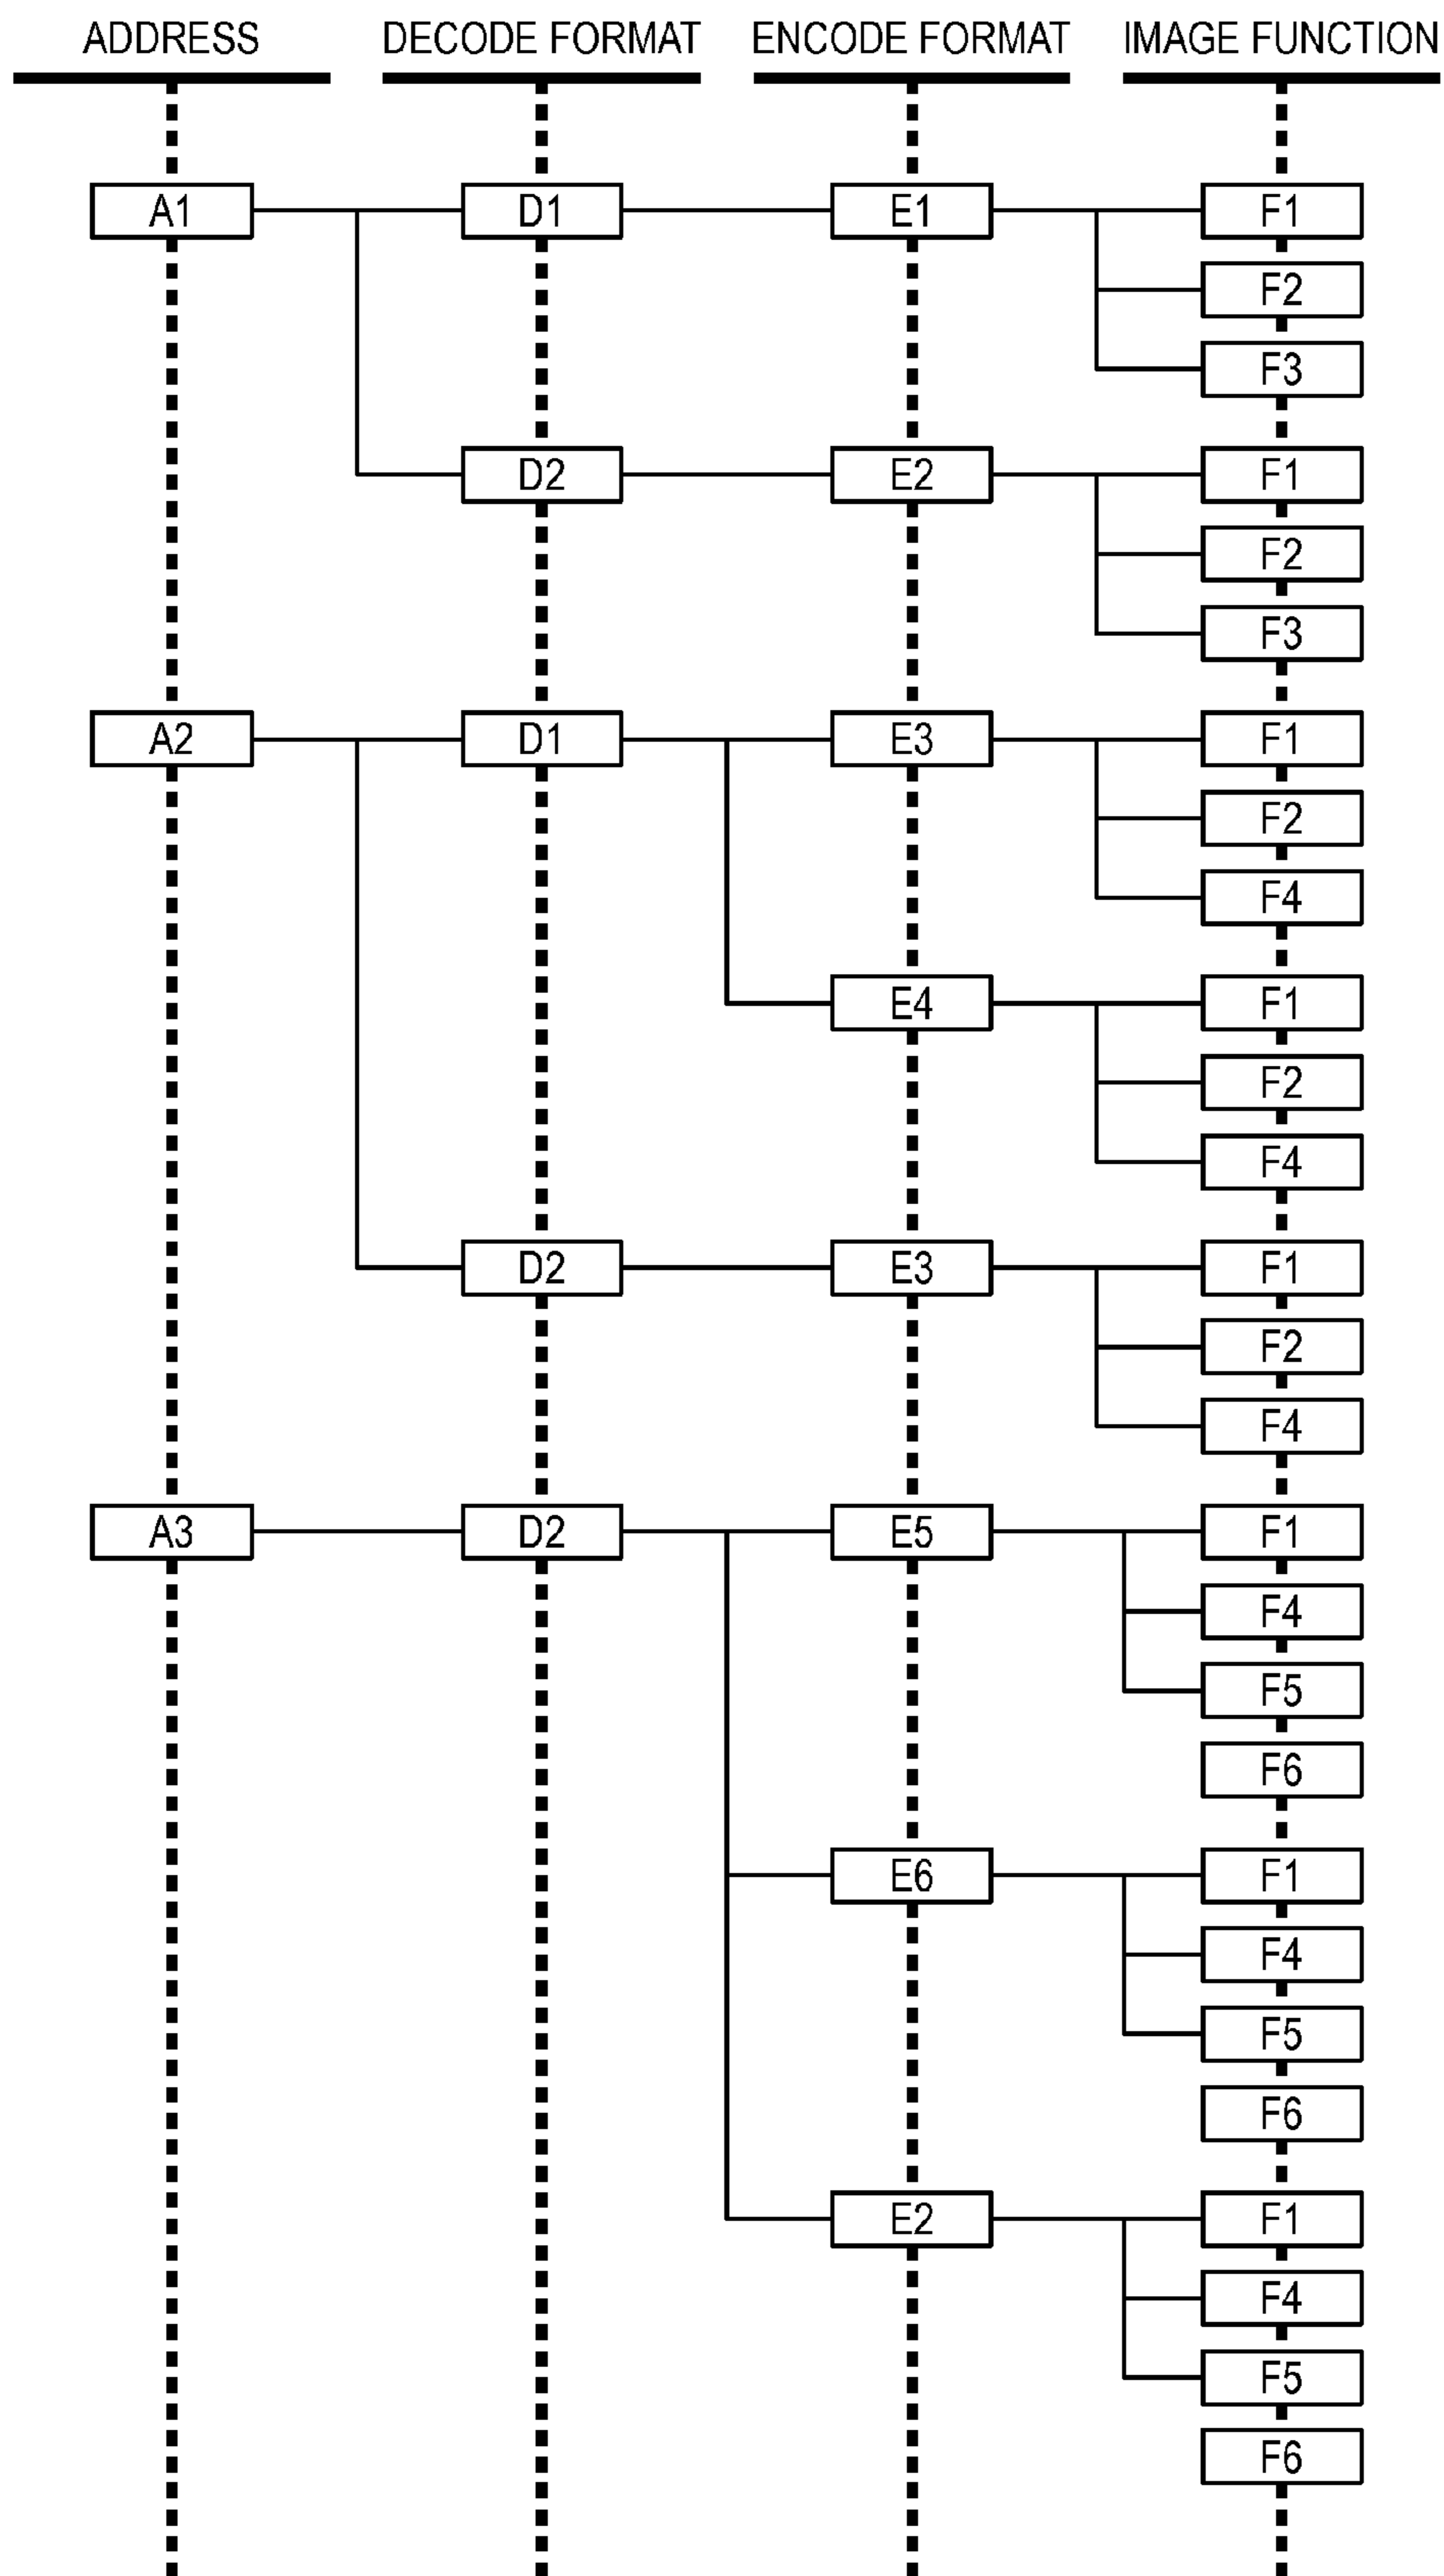 ADDRESS DECODE FORMAT ENCODE FORMAT IMAGE FUNCTION
A1 D1 E1 F1
F2
F3
D2 E2 F1
F2
F3
A2 D1 E3 F1
F2
F4
E4 F1
F2
F4
D2 E3 F1
F2
F4
A3 D2 E5 F1
F4
F5
F6
E6 F1
F4
F5
F6
E2 F1
F4
F5
F6